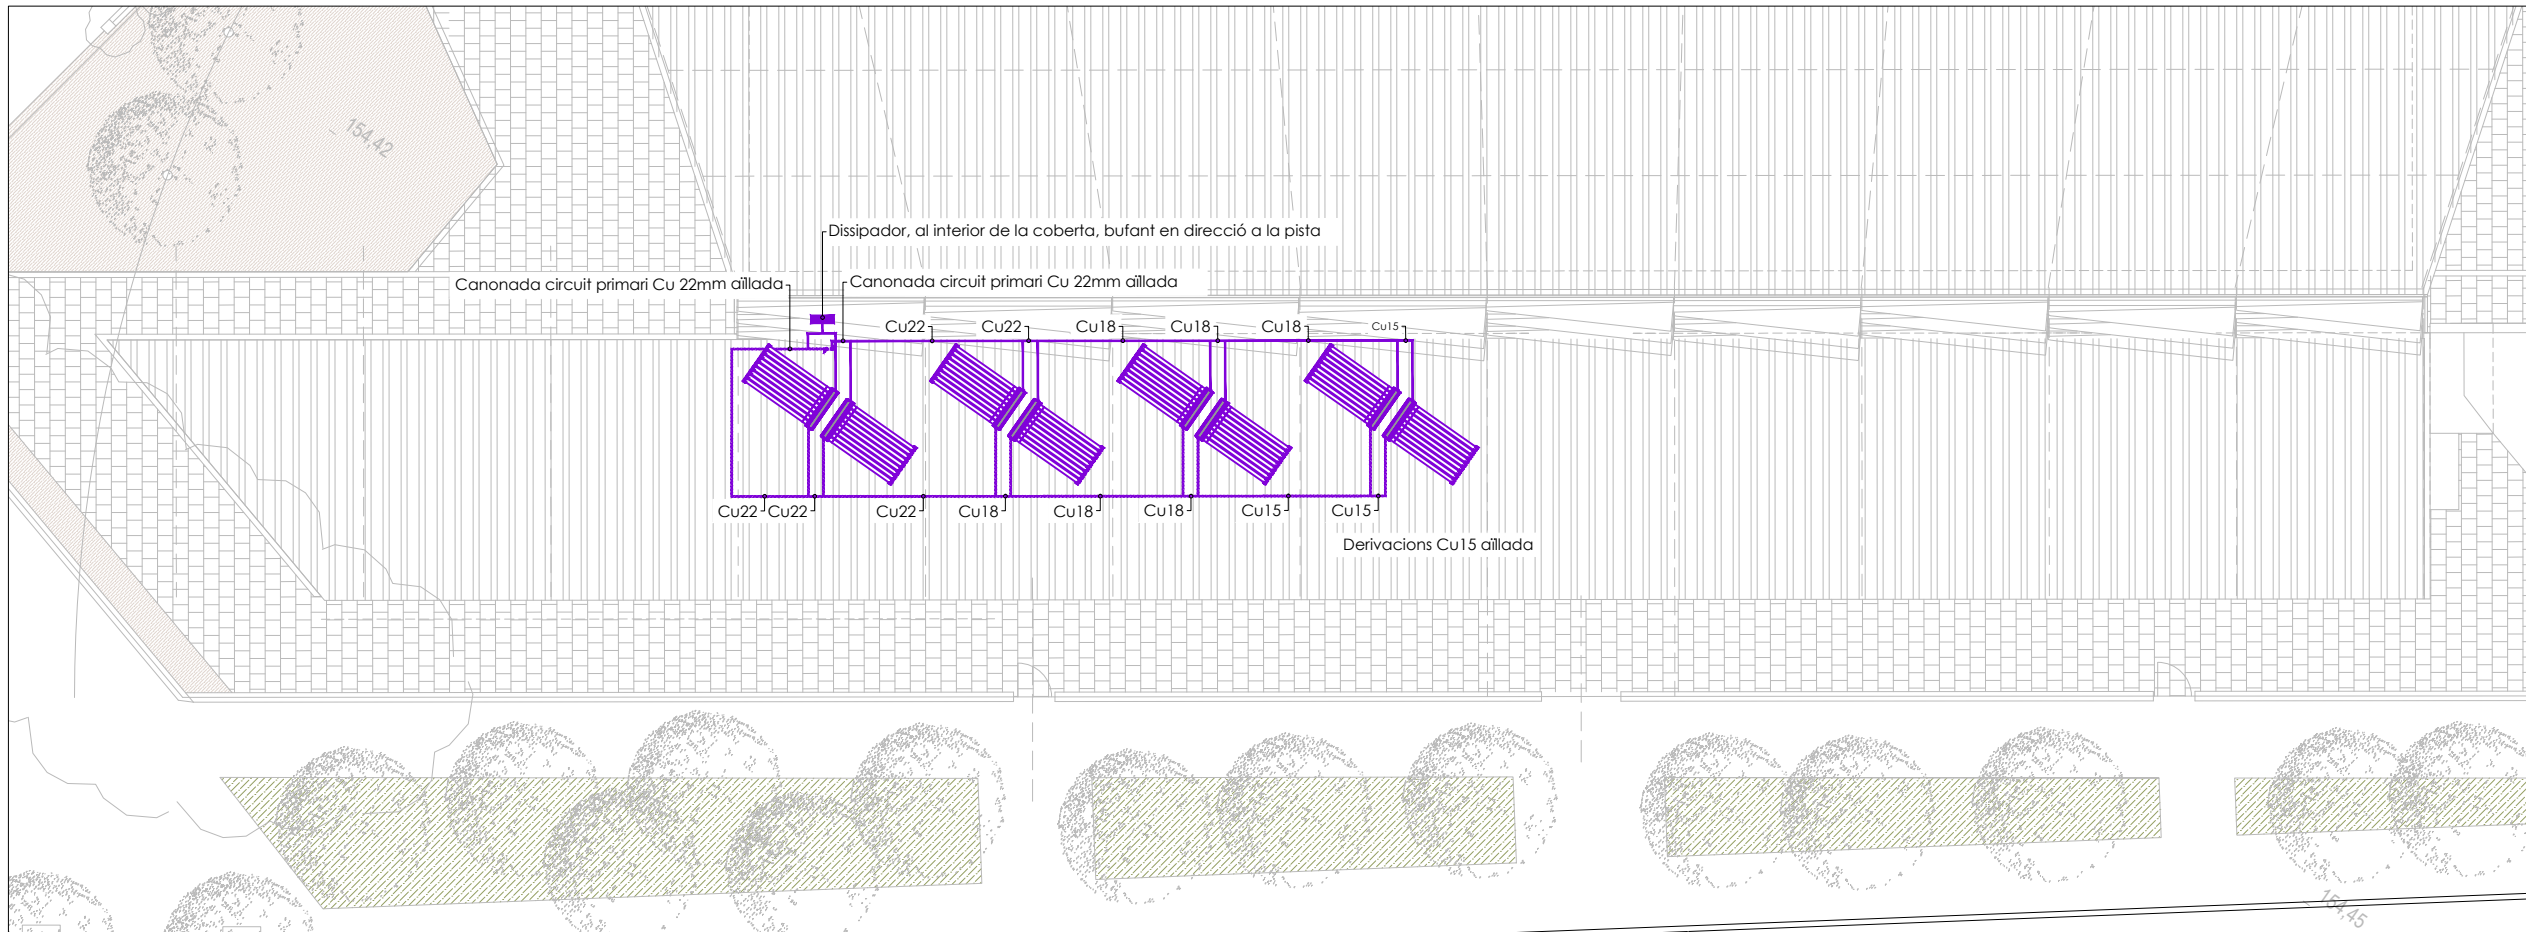 154,42
Dissipador, al interior de la coberta, bufant en direcció a la pista
Canonada circuit primari Cu 22mm aïllada
Canonada circuit primari Cu 22mm aïllada
Cu22
Cu22
Cu18
Cu18
Cu18
Cu15
Cu22
Cu22
Cu22
Cu18
Cu18
Cu18
Cu15
Cu15
Derivacions Cu15 aïllada
154,45